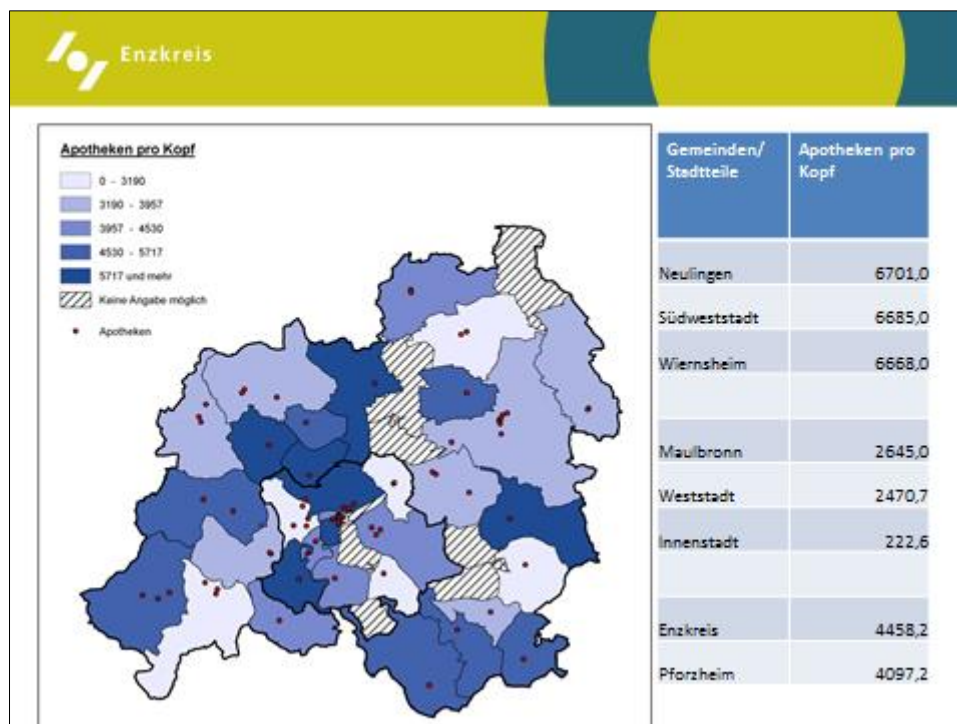 Enzkreis
Apotheken pro Kopf
0 - 3190
3190 - 3957
3957 - 4530
4530 - 5717
5717 und mehr
Keine Angabe möglich
Apotheken
Gemeinden/ Apotheken pro
Stadtteile Kopf
Neulingen 6701,0
Südweststadt 6685,0
Wiernsheim 6668,0
Maulbronn 2645,0
Weststadt 2470,7
Innenstadt 222,6
Enzkreis 4458,2
Pforzheim 4097,2